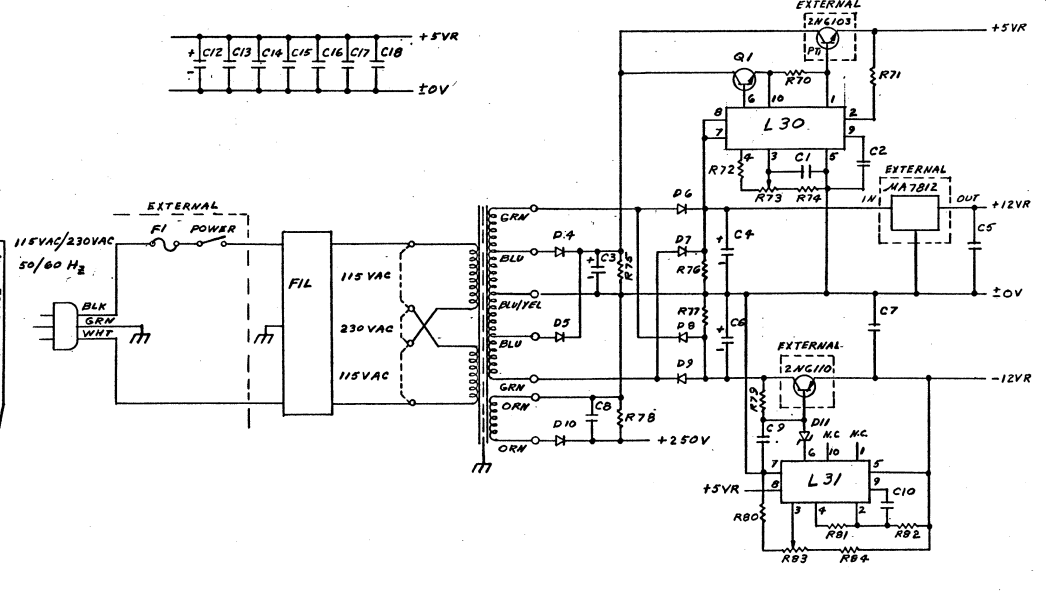 EXTERNAL
2N6103
PT1
+5VR
+5VR
+ C12 C13 C14 C15 C16 C17 C18
-
±0V
Q1
R70
R71
6 10 1
8
7
L30
2
9
4 3 5
C1
C2
R72
R73
R74
EXTERNAL
MA7812
IN
OUT
+12VR
C5
EXTERNAL
F1 POWER
115VAC/230VAC
50/60 Hz
BLK
GRN
WHT
FIL
115 VAC
230VAC
115VAC
GRN
BLU
BLU/YEL
BLU
GRN
ORN
ORN
D4
D5
D10
+ C3
-
R75
D6
D7
R76
R77
D8
D9
+ C4
-
+ C6
-
±0V
C7
C8
R78
+250V
EXTERNAL
2N6110
-12VR
R79
C9
D11
N.C. N.C.
6 10 1
7
8
L31
5
9
+5VR
C10
3 4 2
R80
R81
R82
R83
R84